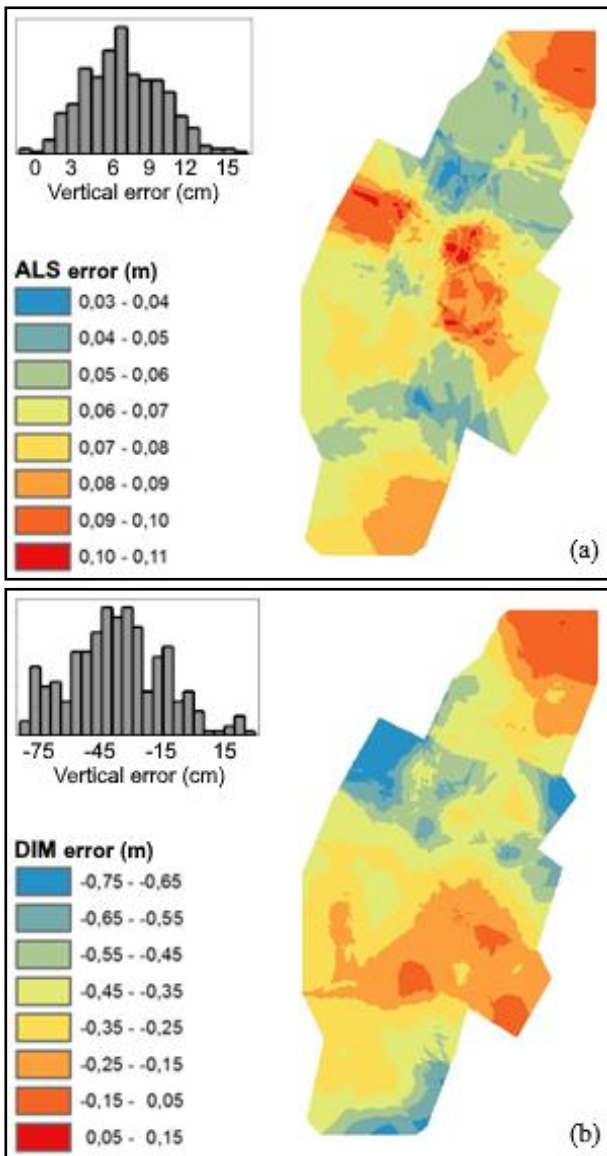 0 3 6 9 12 15
Vertical error (cm)
ALS error (m)
0,03 - 0,04
0,04 - 0,05
0,05 - 0,06
0,06 - 0,07
0,07 - 0,08
0,08 - 0,09
0,09 - 0,10
0,10 - 0,11
(a)
-75 -45 -15 15
Vertical error (cm)
DIM error (m)
-0,75 - -0,65
-0,65 - -0,55
-0,55 - -0,45
-0,45 - -0,35
-0,35 - -0,25
-0,25 - -0,15
-0,15 - 0,05
0,05 - 0,15
(b)